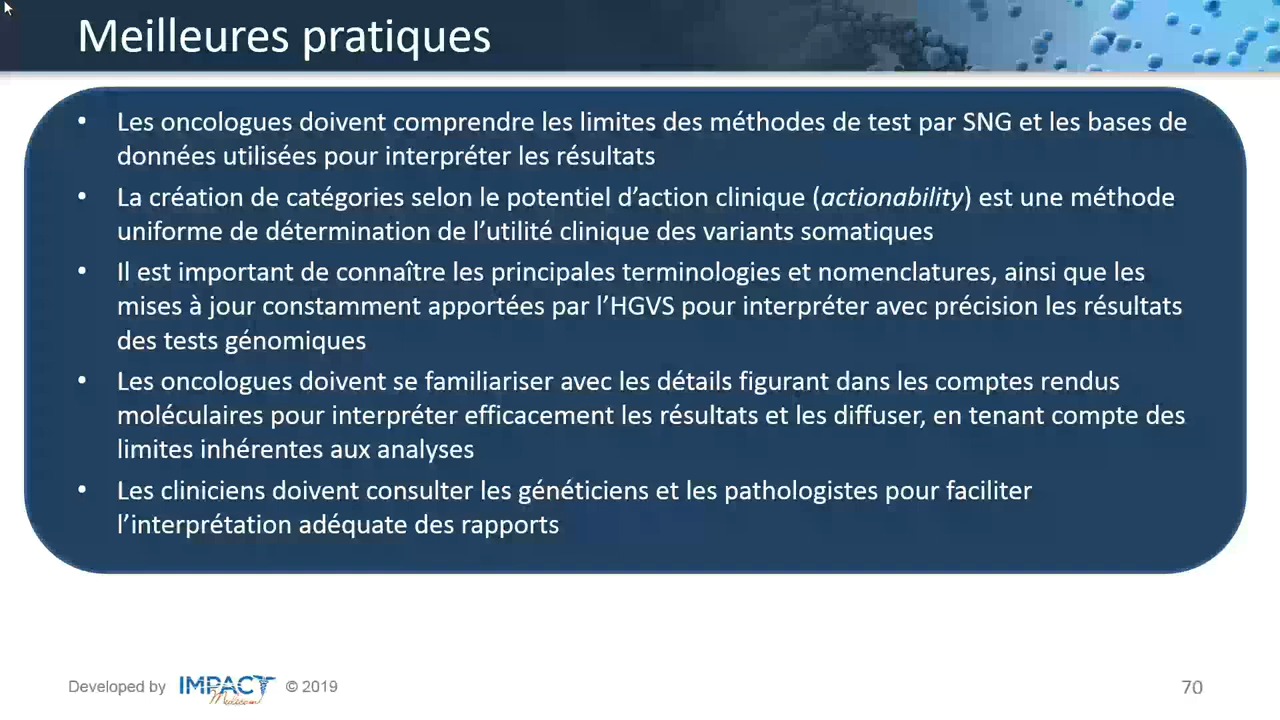 Meilleures pratiques
• Les oncologues doivent comprendre les limites des méthodes de test par SNG et les bases de
données utilisées pour interpréter les résultats
• La création de catégories selon le potentiel d’action clinique (actionability) est une méthode
uniforme de détermination de l’utilité clinique des variants somatiques
• Il est important de connaître les principales terminologies et nomenclatures, ainsi que les
mises à jour constamment apportées par l’HGVS pour interpréter avec précision les résultats
des tests génomiques
• Les oncologues doivent se familiariser avec les détails figurant dans les comptes rendus
moléculaires pour interpréter efficacement les résultats et les diffuser, en tenant compte des
limites inhérentes aux analyses
• Les cliniciens doivent consulter les généticiens et les pathologistes pour faciliter
l’interprétation adéquate des rapports
Developed by IMPACT Medicom © 2019
70